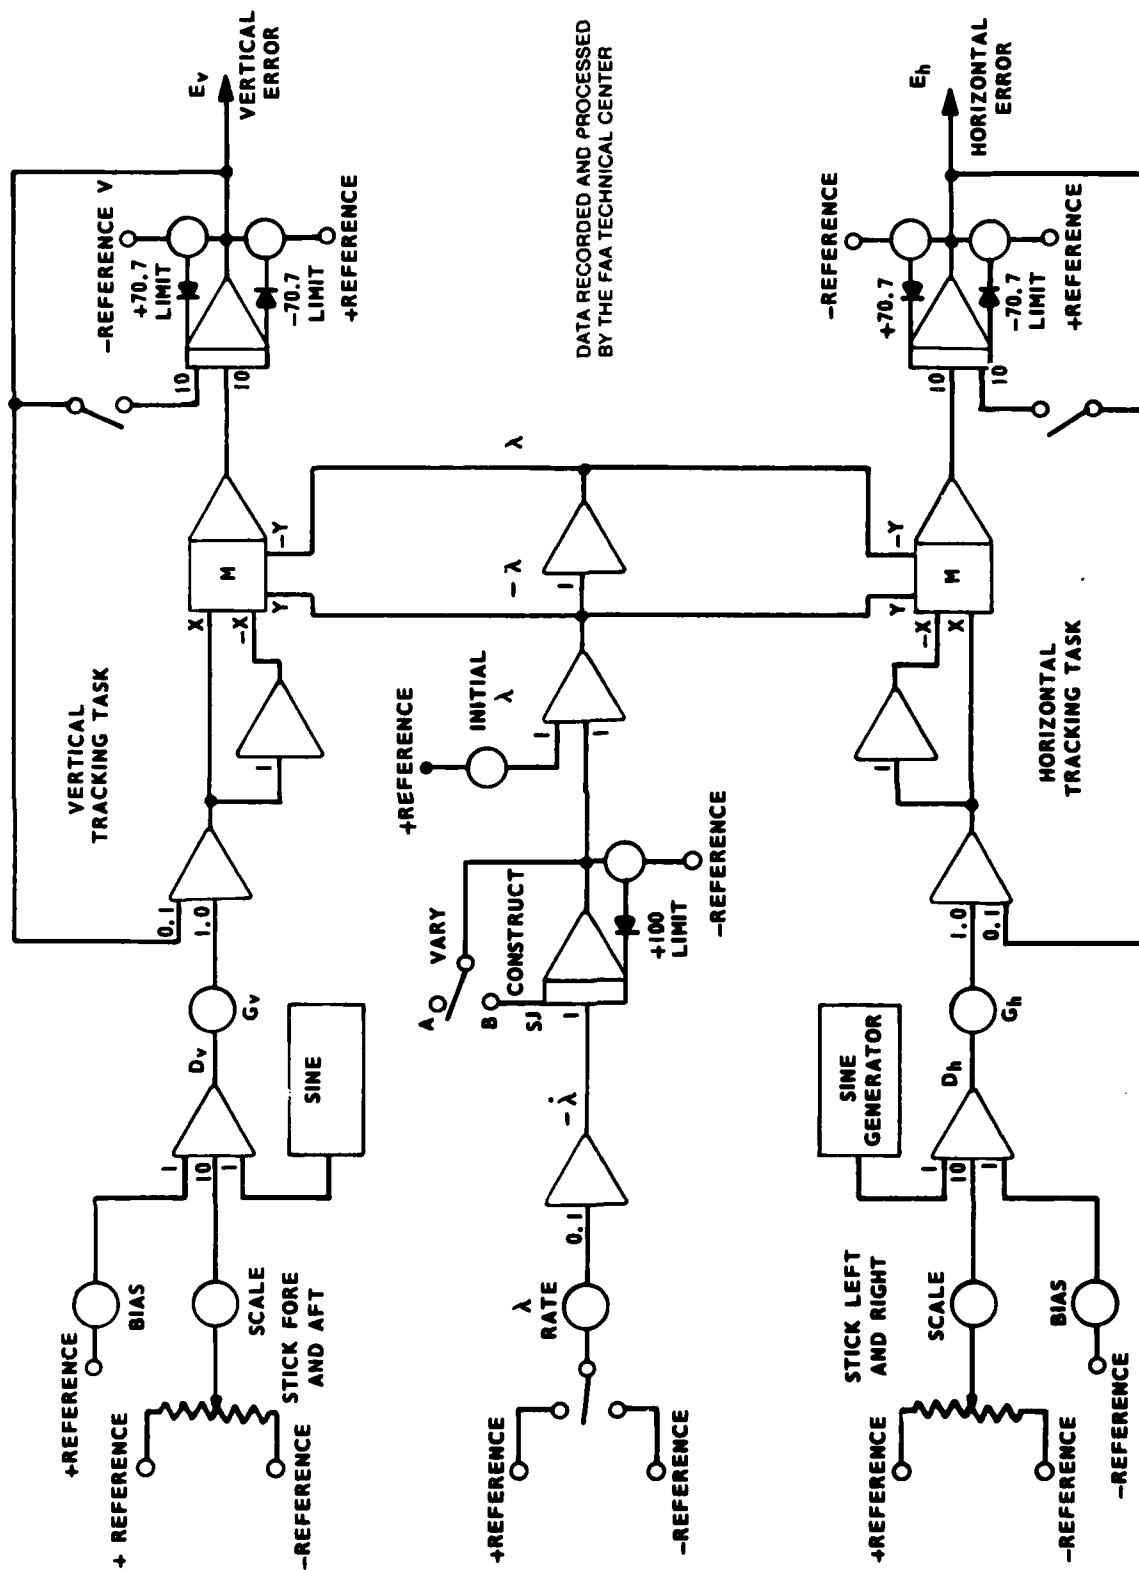 +REFERENCE
BIAS
+ REFERENCE
-REFERENCE
STICK FORE
AND AFT
SCALE
1
10
1
SINE
Dv
Gv
0.1
1.0
VERTICAL
TRACKING TASK
1
X
-X
M
Y
-Y
10
10
-REFERENCE V
+70.7
LIMIT
-70.7
LIMIT
+REFERENCE
Ev
VERTICAL
ERROR
+REFERENCE
-REFERENCE
λ
RATE
0.1
-λ̇
A
VARY
B
CONSTRUCT
SJ
1
+100
LIMIT
-REFERENCE
+REFERENCE
INITIAL
λ
1
1
-λ
1
λ
DATA RECORDED AND PROCESSED
BY THE FAA TECHNICAL CENTER
+REFERENCE
-REFERENCE
STICK LEFT
AND RIGHT
SCALE
BIAS
-REFERENCE
SINE
GENERATOR
1
10
1
Dh
Gh
1.0
0.1
HORIZONTAL
TRACKING TASK
1
-X
X
M
Y
-Y
10
10
-REFERENCE
+70.7
-70.7
LIMIT
+REFERENCE
Eh
HORIZONTAL
ERROR